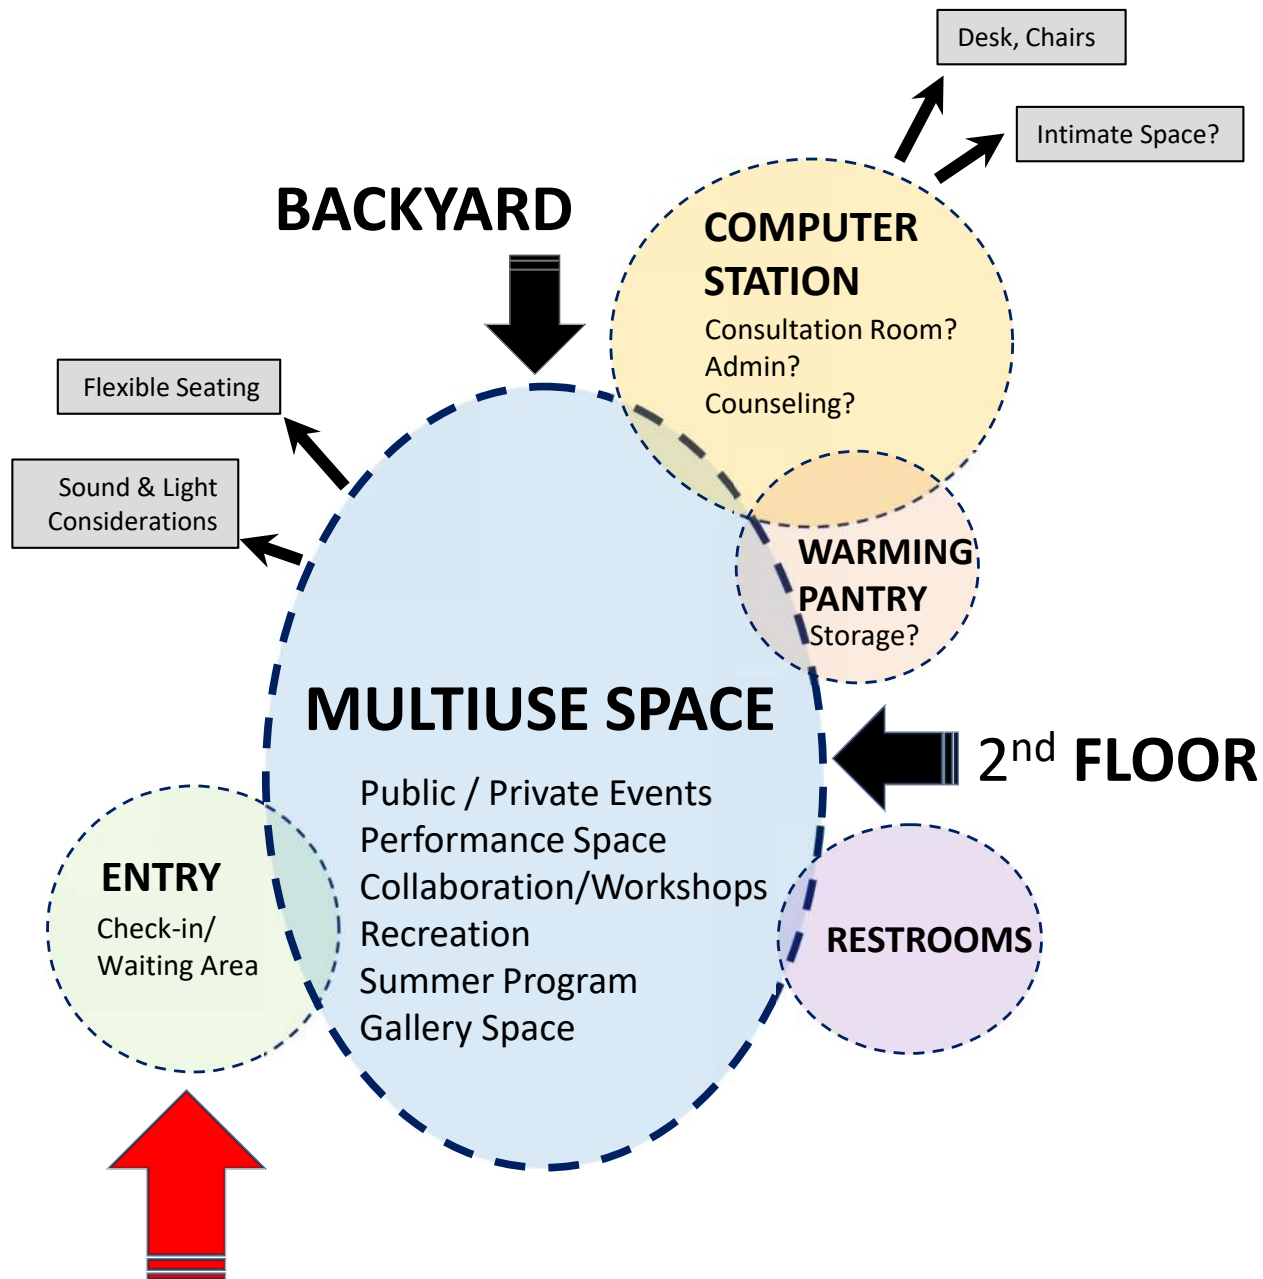 Desk, Chairs
Intimate Space?
BACKYARD
COMPUTER
STATION
Consultation Room?
Admin?
Counseling?
Flexible Seating
Sound & Light
Considerations
WARMING
PANTRY
Storage?
MULTIUSE SPACE
2nd FLOOR
Public / Private Events
Performance Space
Collaboration/Workshops
Recreation
Summer Program
Gallery Space
ENTRY
Check-in/
Waiting Area
RESTROOMS